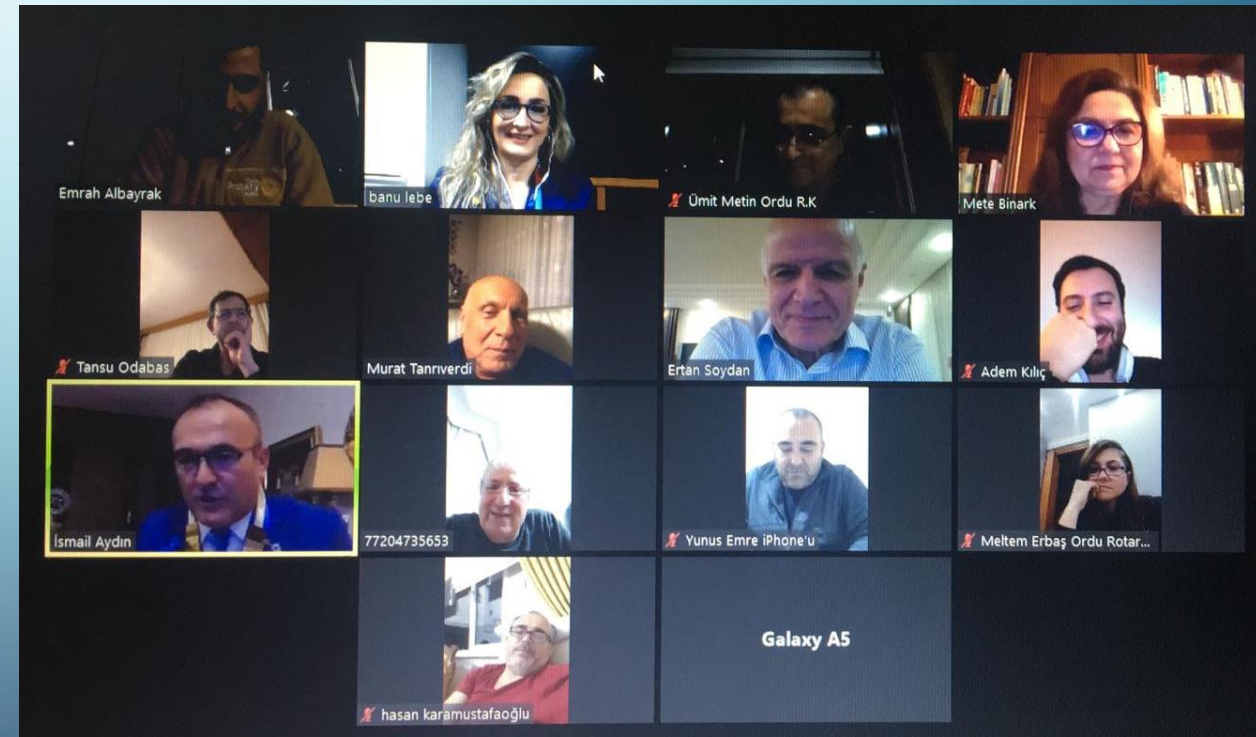 Emrah Albayrak
banu lebe
Ümit Metin Ordu R.K
Mete Binark
Tansu Odabas
Murat Tanrıverdi
Ertan Soydan
Adem Kılıç
İsmail Aydın
77204735653
Yunus Emre iPhone'u
Meltem Erbaş Ordu Rotar...
hasan karamustafaoğlu
Galaxy A5